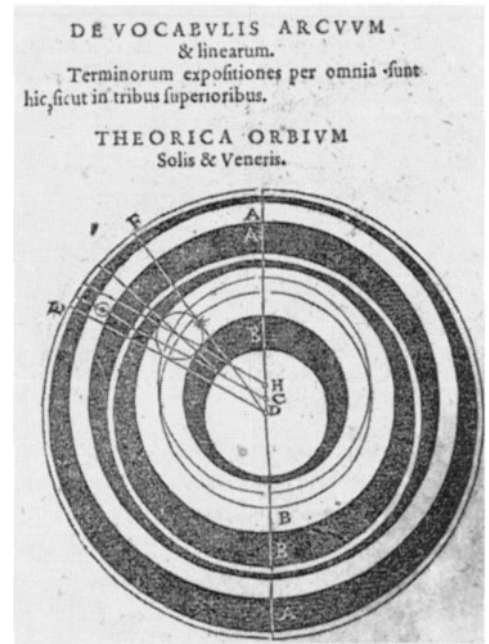 DE VOCABVLIS ARCVVM
& linearum.
Terminorum expoſitiones per omnia ſunt
hic, ſicut in tribus ſuperioribus.
THEORICA ORBIVM
Solis & Veneris.
A
F
A
B
H
C
D
B
B
A